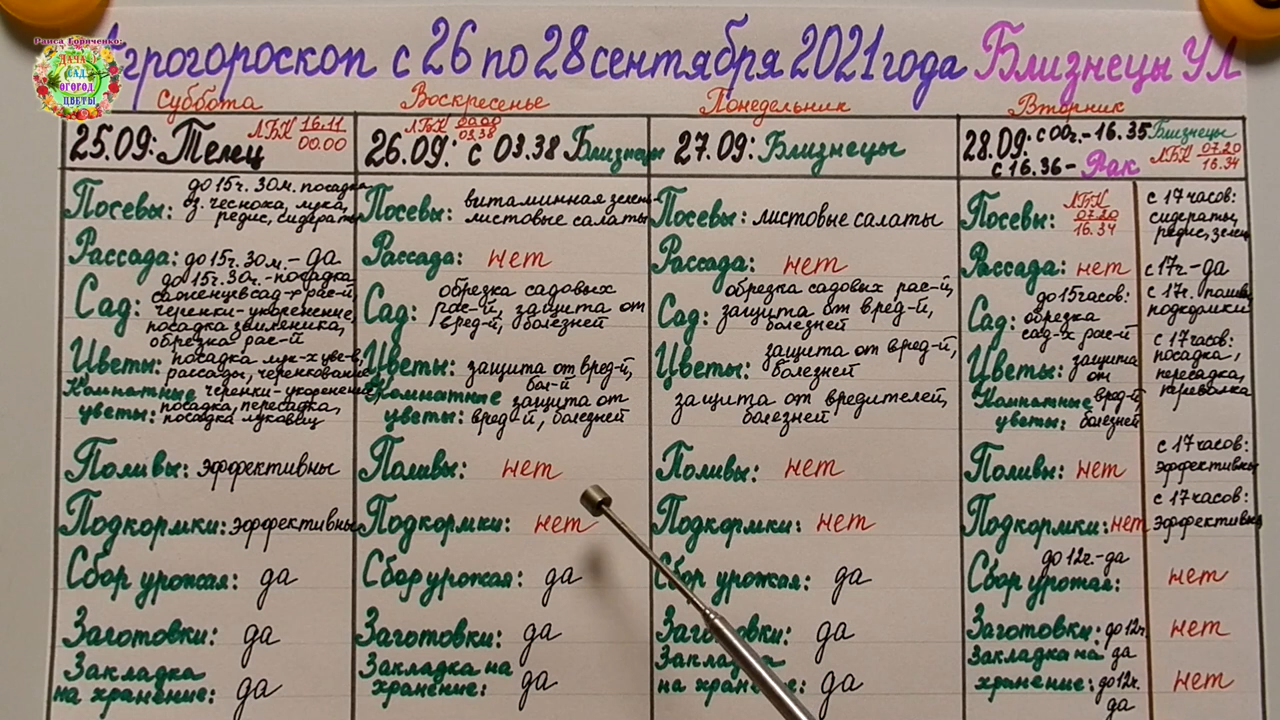 Раиса Горяченко:
ДАЧА
САД
ОГОРОД
ЦВЕТЫ
Агрогороскоп с 26 по 28 сентября 2021 года Близнецы УЛ
Суббота
25.09: Телец
ЛБК 16.11
00.00
Посевы: до 15ч. 30м. посадка
оз. чеснока, лука,
редис, сидераты
Рассада: до 15ч. 30м. - да
Сад: до 15ч. 30ч. - посадка
саженцев сад-х рас-й,
черенки-укоренение,
посадка земляника,
обрезка рас-й
Цветы: посадка лук-х цве-в,
рассады, черенкование
Комнатные цветы: черенки-укоренение
посадка, пересадка,
посадка луковец
Поливы: эффективны
Подкормки: эффективны
Сбор урожая: да
Заготовки: да
Закладка
на хранение: да
Воскресенье
26.09: с 03.38 Близнецы
ЛБК 00.00
03.38
Посевы: витаминная зелень
листовые салаты
Рассада: нет
Сад: обрезка садовых
рас-й, защита от
вред-й, болезней
Цветы: защита от вред-й,
бол-й
Комнатные цветы: защита от
вред-й, болезней
Поливы: нет
Подкормки: нет
Сбор урожая: да
Заготовки: да
Закладка на
хранение: да
Понедельник
27.09: Близнецы
Посевы: листовые салаты
Рассада: нет
Сад: обрезка садовых рас-й,
защита от вред-й,
болезней
Цветы: защита от вред-й,
болезней
защита от вредителей,
болезней
Поливы: нет
Подкормки: нет
Сбор урожая: да
Заготовки: да
Закладка
на хранение: да
Вторник
28.09: с 00ч. - 16.35 Близнецы
с 16.36 - Рак
ЛБК 07.20
16.34
Посевы: ЛБК
07.20
16.34
Рассада: нет
Сад: до 15 часов:
обрезка
сад-х рас-й
Цветы: защита
от
Комнатные вред-й,
цветы: болезней
Поливы: нет
Подкормки: нет
Сбор урожая: до 12ч. - да
Заготовки: до 12ч.
да
Закладка на
хранение: до 12ч.
да
с 17 часов:
сидераты,
редис, зелень
с 17ч - да
с 17ч. поливы
подкормки
с 17 часов:
посадка,
пересадка,
перевалка
с 17 часов:
эффективны
с 17 часов:
эффективны
нет
нет
нет